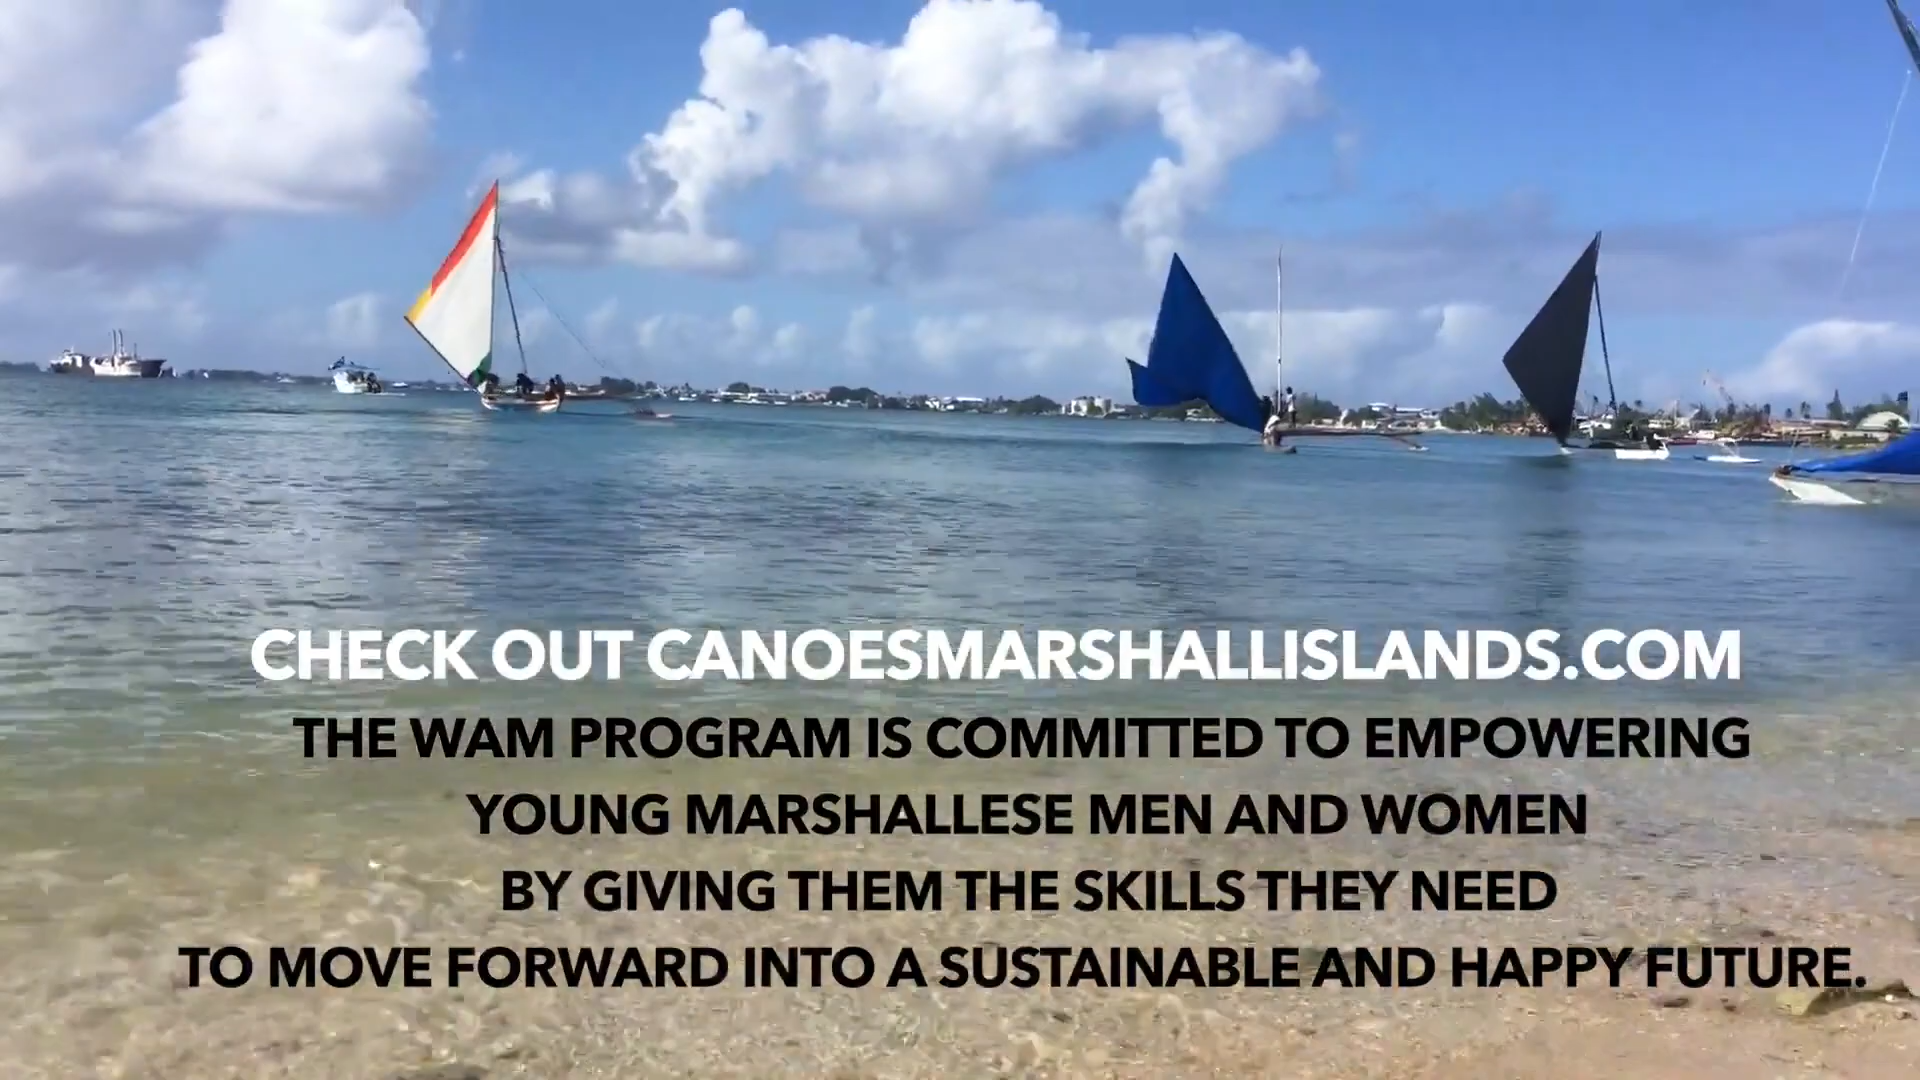 CHECK OUT CANOESMARSHALLISLANDS.COM
THE WAM PROGRAM IS COMMITTED TO EMPOWERING
YOUNG MARSHALLESE MEN AND WOMEN
BY GIVING THEM THE SKILLS THEY NEED
TO MOVE FORWARD INTO A SUSTAINABLE AND HAPPY FUTURE.